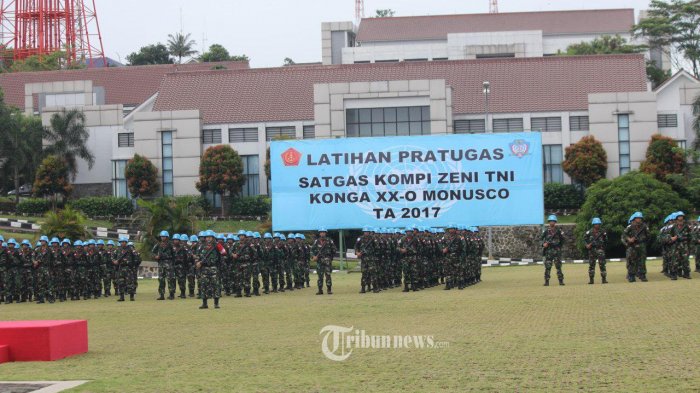 LATIHAN PRATUGAS
SATGAS KOMPI ZENI TNI
KONGA XX-O MONUSCO
TA 2017
Tribunnews.com